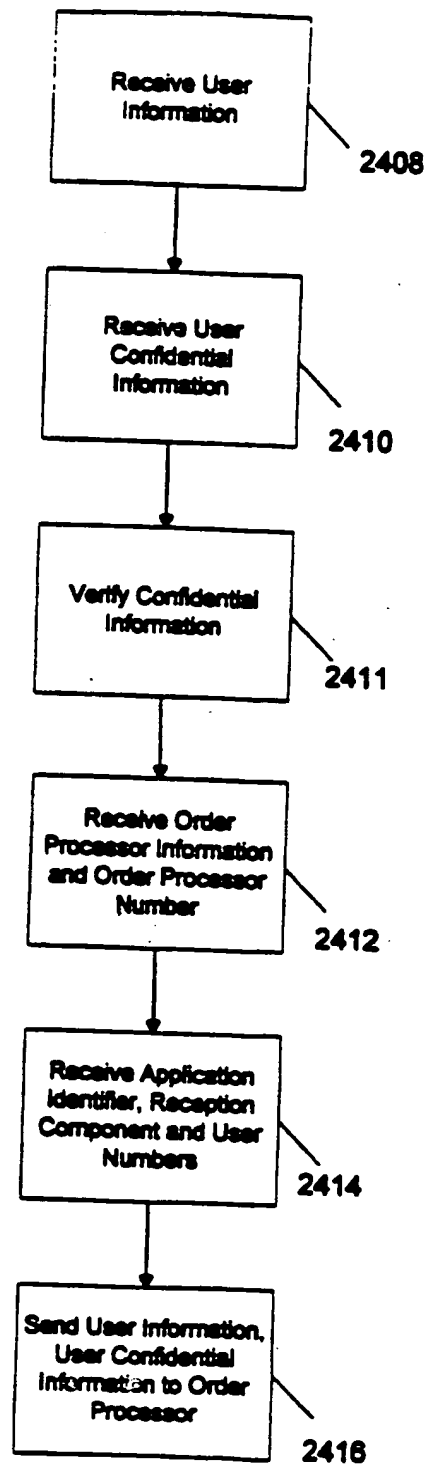 Receive User
Information
2408
Receive User
Confidential
Information
2410
Verify Confidential
Information
2411
Receive Order
Processor Information
and Order Processor
Number
2412
Receive Application
Identifier, Reception
Component and User
Numbers
2414
Send User Information,
User Confidential
Information to Order
Processor
2416